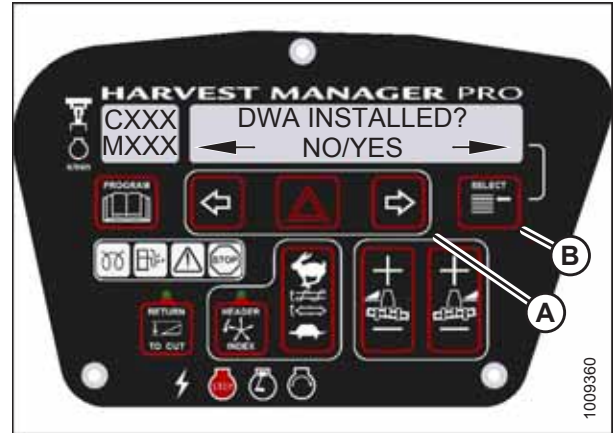 HARVEST MANAGER PRO
CXXX
MXXX
DWA INSTALLED?
NO/YES
PROGRAM
SELECT
B
A
STOP
RETURN
TO CUT
HEADER
INDEX
1009360